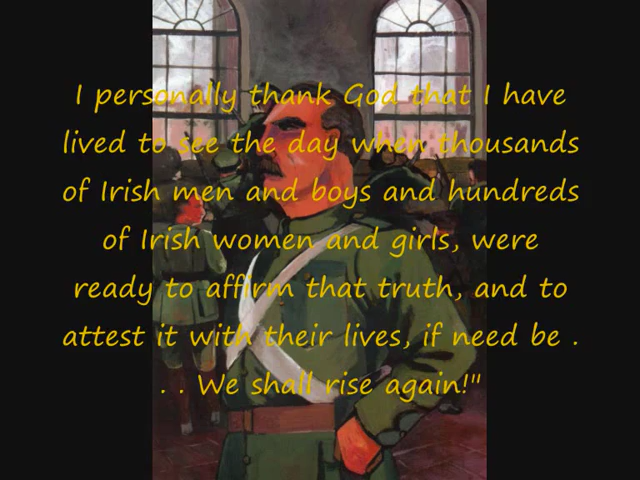 I personally thank God that I have
lived to see the day when thousands
of Irish men and boys and hundreds
of Irish women and girls, were
ready to affirm that truth, and to
attest it with their lives, if need be .
. . We shall rise again!"